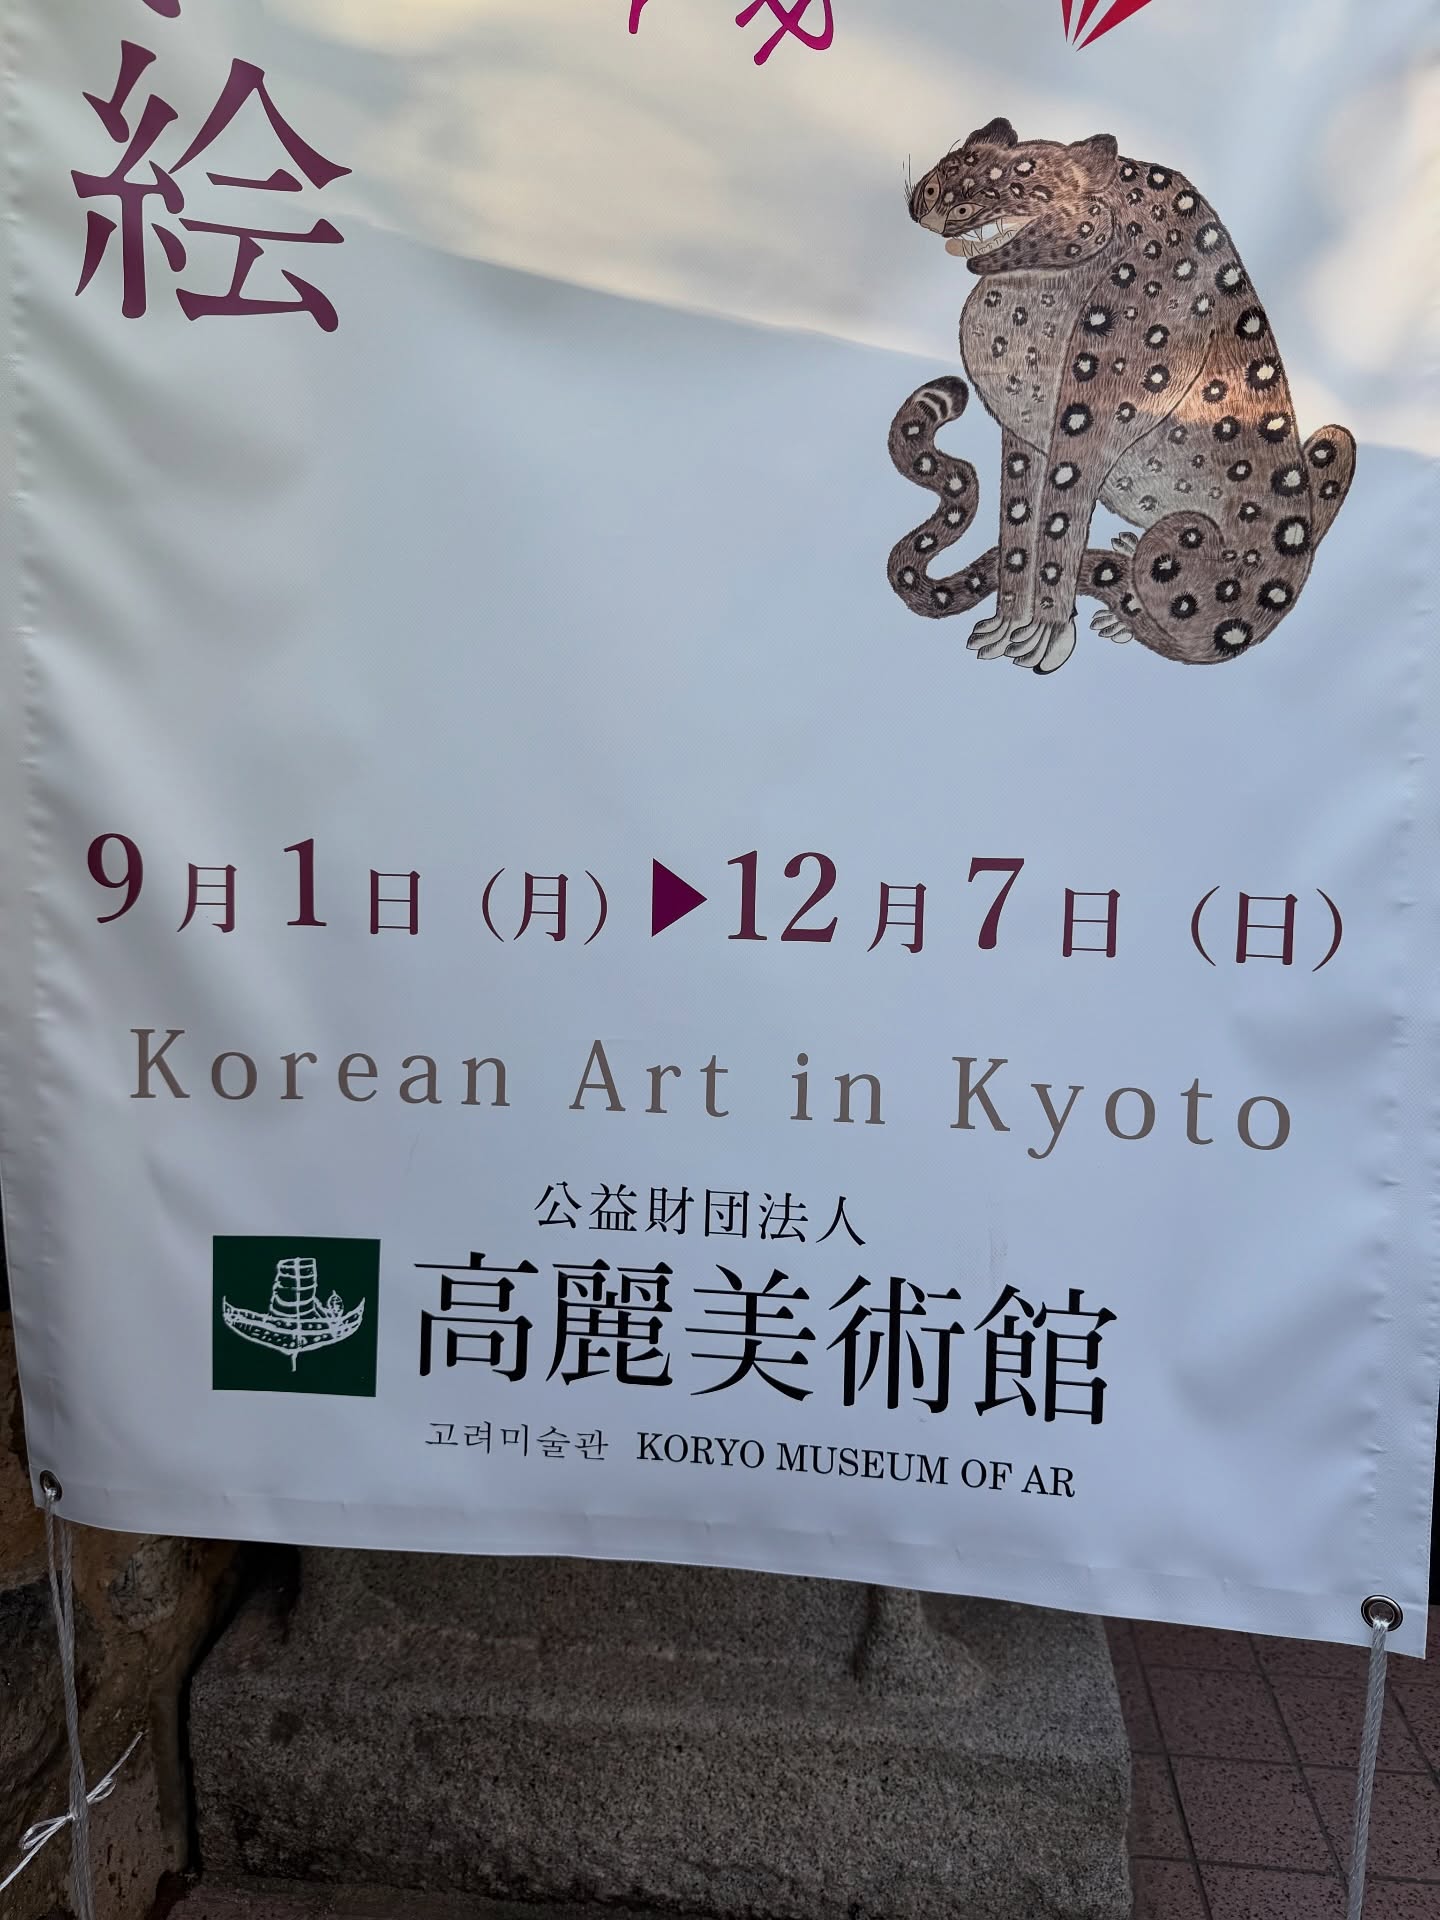 絵
9月1日（月）▶12月7日（日）
Korean Art in Kyoto
公益財団法人
高麗美術館
고려미술관 KORYO MUSEUM OF AR